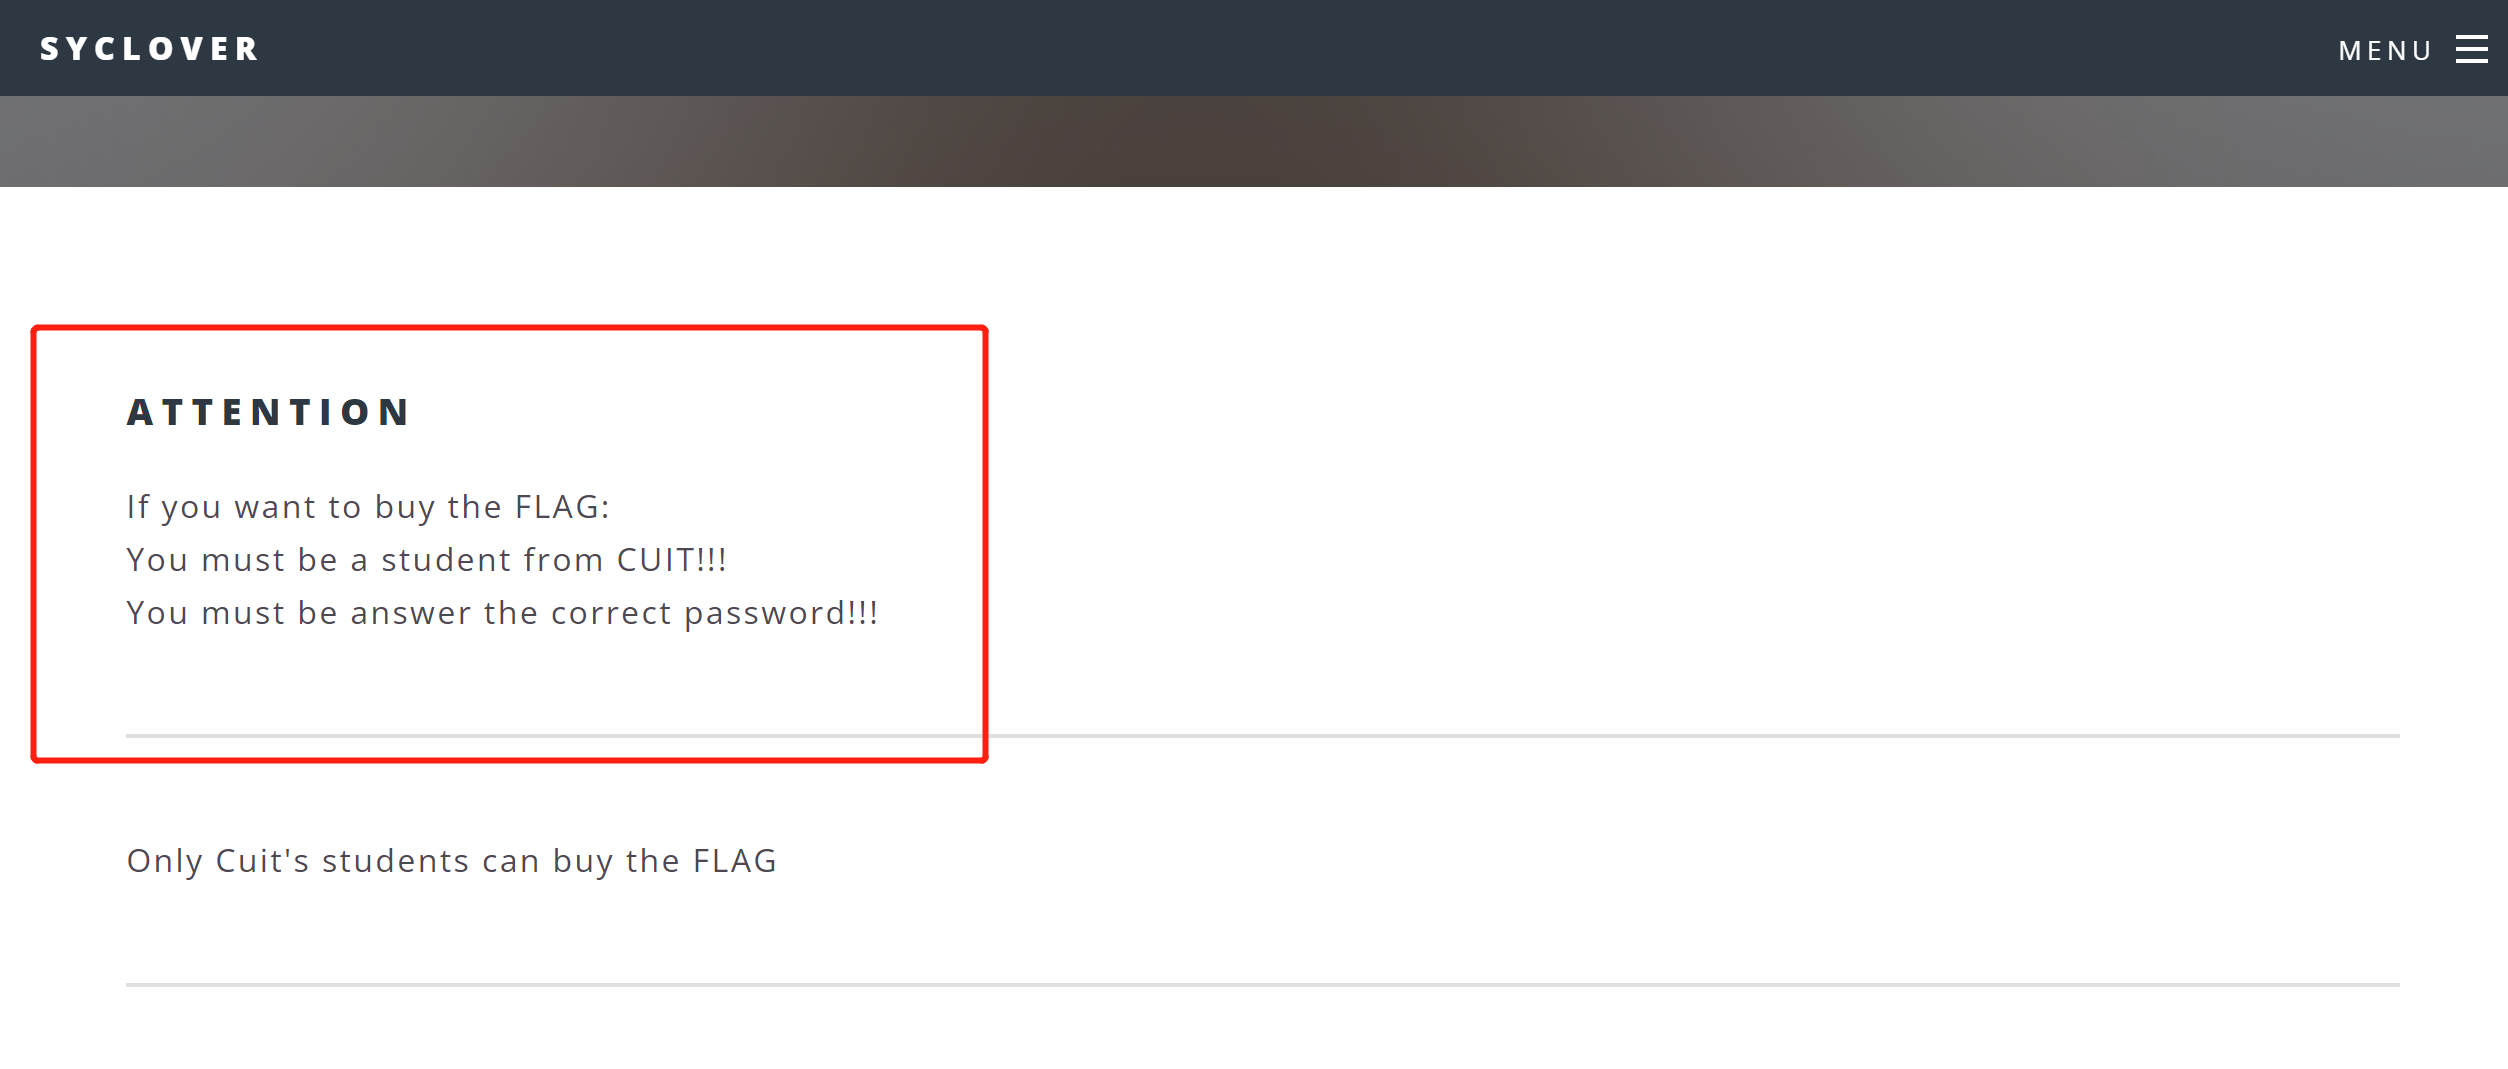 SYCLOVER
MENU
ATTENTION
If you want to buy the FLAG:
You must be a student from CUIT!!!
You must be answer the correct password!!!
Only Cuit's students can buy the FLAG